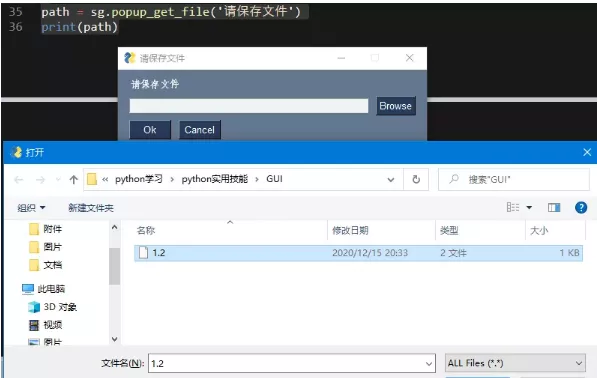 35 path = sg.popup_get_file('请保存文件')
36 print(path)
请保存文件
请保存文件
Browse
Ok Cancel
打开
« python学习 › python实用技能 › GUI
搜索"GUI"
组织 新建文件夹
名称 修改日期 类型 大小
附件
图片
文档
此电脑
3D 对象
视频
图片
1.2 2020/12/15 20:33 2 文件 1 KB
文件名(N): 1.2 ALL Files (*.*)